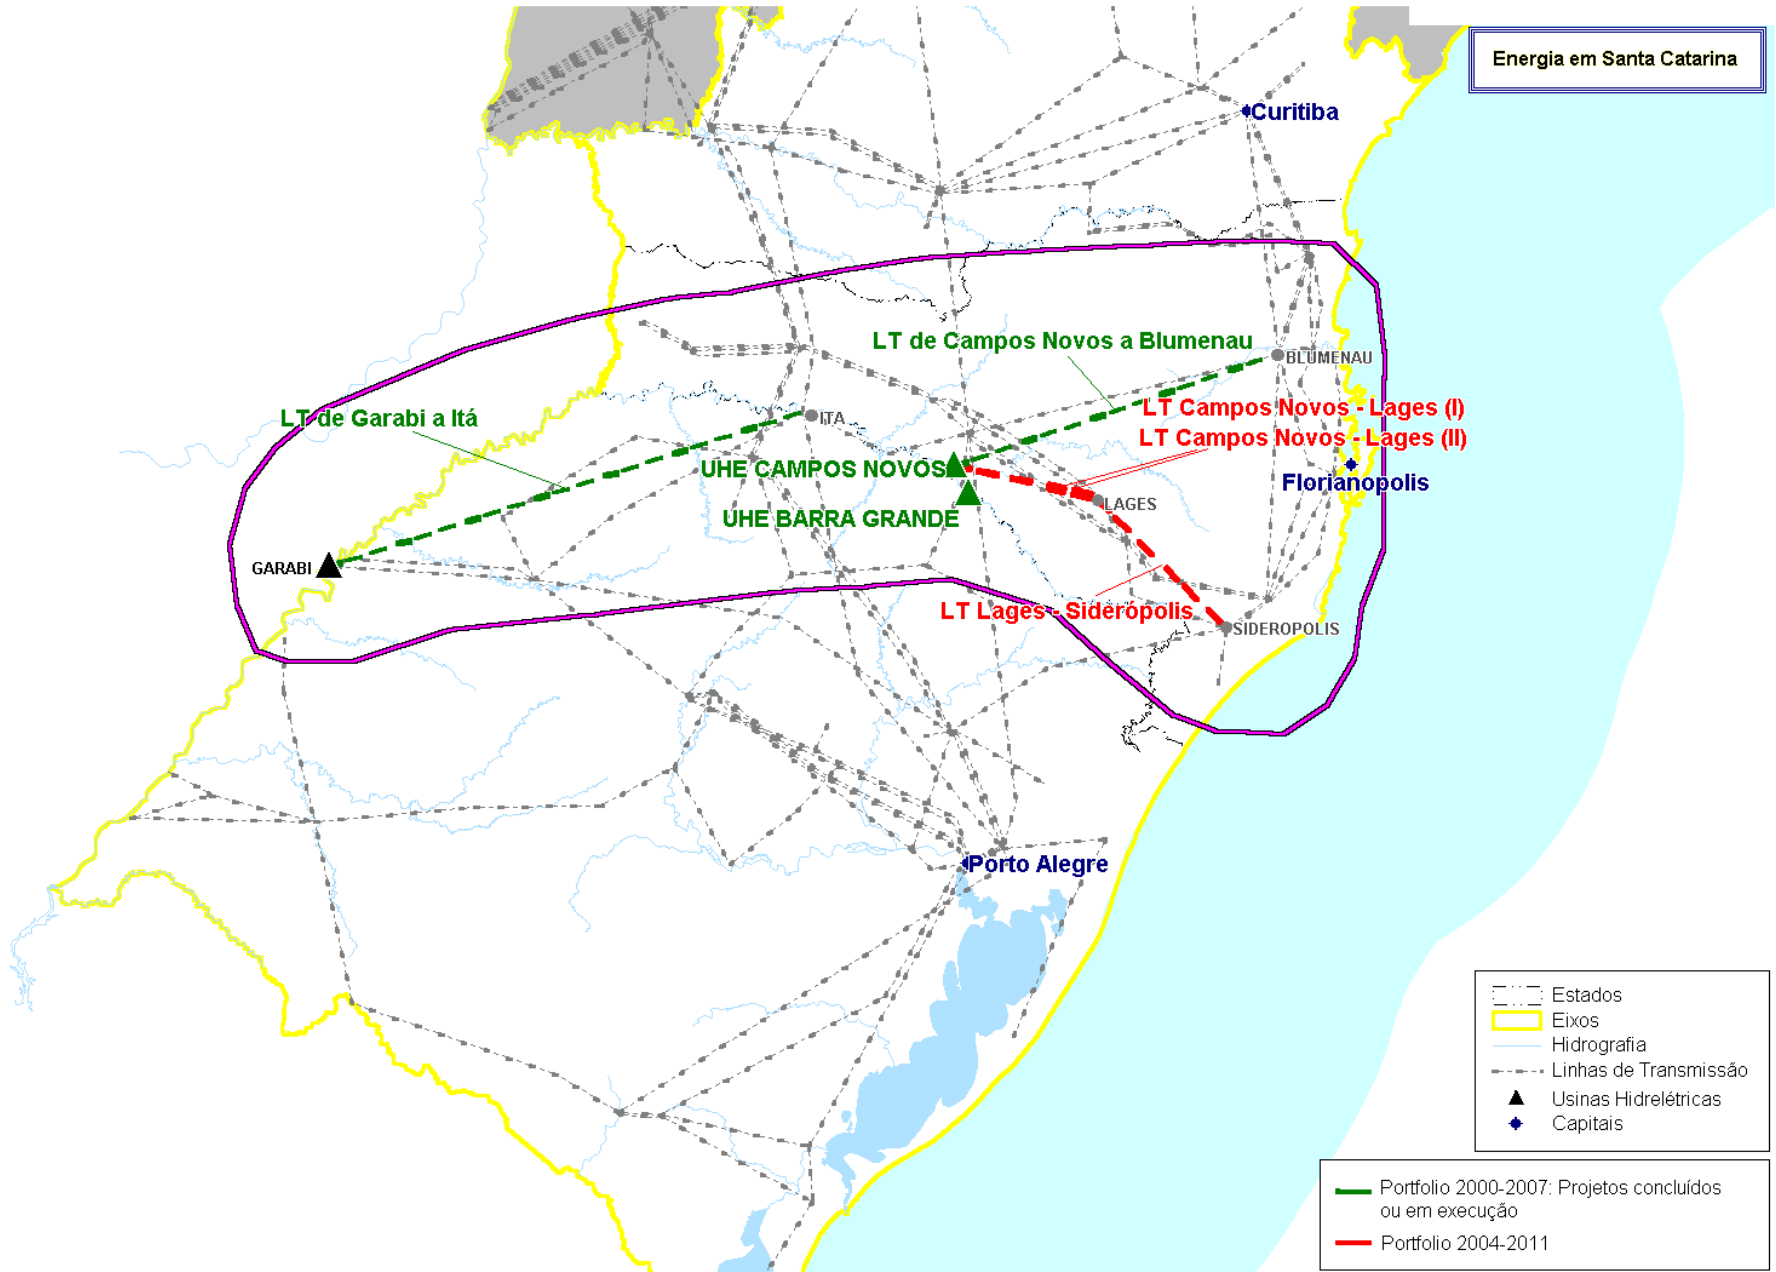 Energia em Santa Catarina
Curitiba
LT de Campos Novos a Blumenau
BLUMENAU
LT de Garabi a Itá
ITA
LT Campos Novos - Lages (I)
LT Campos Novos - Lages (II)
UHE CAMPOS NOVOS
Florianopolis
LAGES
UHE BARRA GRANDE
GARABI
LT Lages - Siderópolis
SIDEROPOLIS
Porto Alegre
Estados
Eixos
Hidrografia
Linhas de Transmissão
Usinas Hidrelétricas
Capitais
Portfolio 2000-2007: Projetos concluídos
ou em execução
Portfolio 2004-2011